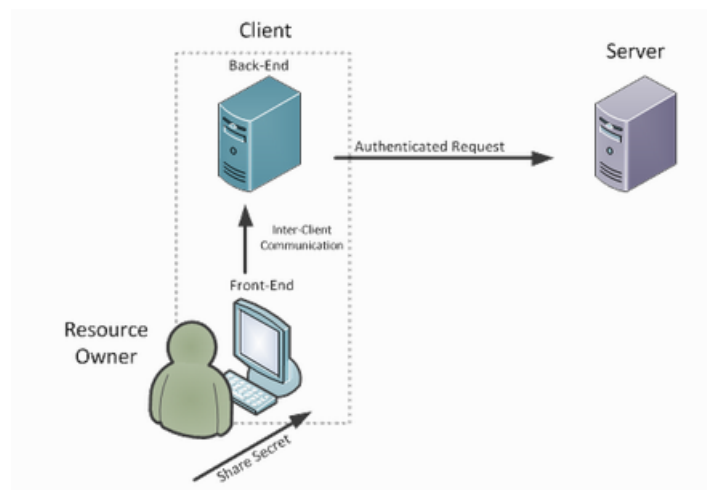 Client
Back-End
Server
Authenticated Request
Inter-Client
Communication
Front-End
Resource
Owner
Share Secret